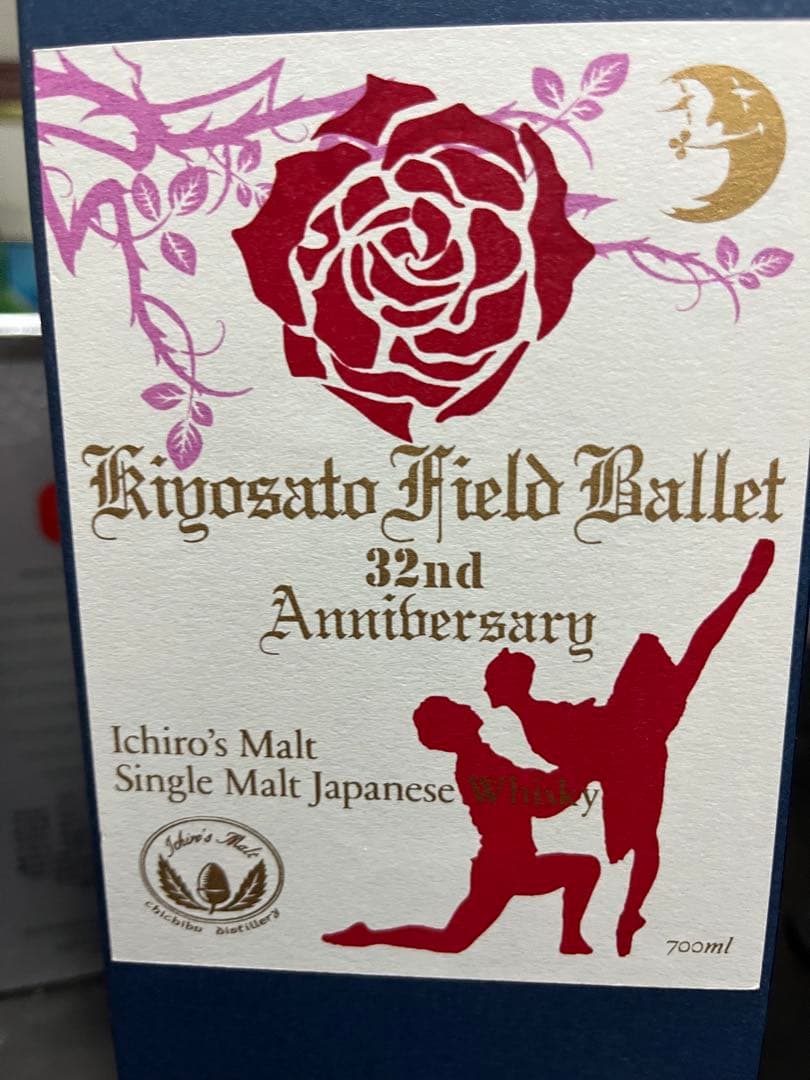 Kiyosato Field Ballet
32nd
Anniversary
Ichiro's Malt
Single Malt Japanese Whisky
Ichiro's Malt
chichibu distillery
700ml